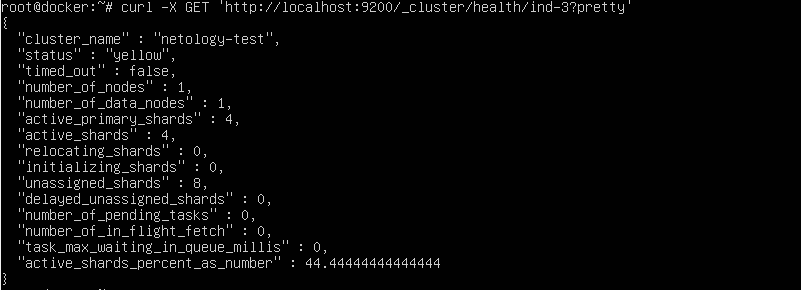 root@docker:~# curl -X GET 'http://localhost:9200/_cluster/health/ind-3?pretty'
{
  "cluster_name" : "netology-test",
  "status" : "yellow",
  "timed_out" : false,
  "number_of_nodes" : 1,
  "number_of_data_nodes" : 1,
  "active_primary_shards" : 4,
  "active_shards" : 4,
  "relocating_shards" : 0,
  "initializing_shards" : 0,
  "unassigned_shards" : 8,
  "delayed_unassigned_shards" : 0,
  "number_of_pending_tasks" : 0,
  "number_of_in_flight_fetch" : 0,
  "task_max_waiting_in_queue_millis" : 0,
  "active_shards_percent_as_number" : 44.44444444444444
}